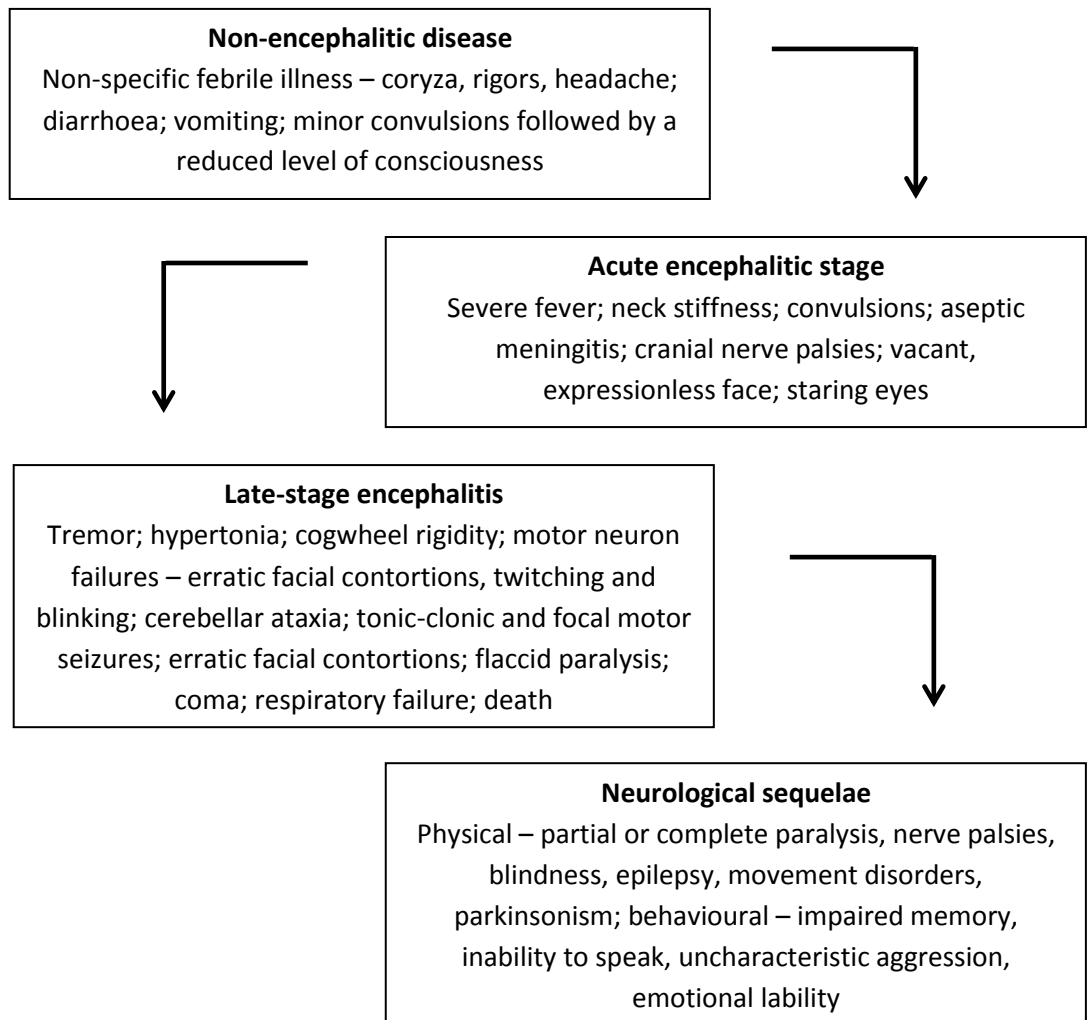 Non-encephalitic disease
Non-specific febrile illness – coryza, rigors, headache;
diarrhoea; vomiting; minor convulsions followed by a
reduced level of consciousness
Acute encephalitic stage
Severe fever; neck stiffness; convulsions; aseptic
meningitis; cranial nerve palsies; vacant,
expressionless face; staring eyes
Late-stage encephalitis
Tremor; hypertonia; cogwheel rigidity; motor neuron
failures – erratic facial contortions, twitching and
blinking; cerebellar ataxia; tonic-clonic and focal motor
seizures; erratic facial contortions; flaccid paralysis;
coma; respiratory failure; death
Neurological sequelae
Physical – partial or complete paralysis, nerve palsies,
blindness, epilepsy, movement disorders,
parkinsonism; behavioural – impaired memory,
inability to speak, uncharacteristic aggression,
emotional lability